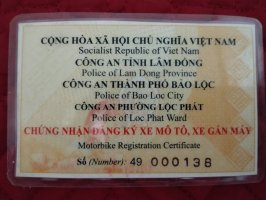 CỘNG HÒA XÃ HỘI CHỦ NGHĨA VIỆT NAM
Socialist Republic of Viet Nam
CÔNG AN TỈNH LÂM ĐỒNG
Police of Lam Dong Province
CÔNG AN THÀNH PHỐ BẢO LỘC
Police of Bao Loc City
CÔNG AN PHƯỜNG LỘC PHÁT
Police of Loc Phat Ward
CHỨNG NHẬN ĐĂNG KÝ XE MÔ TÔ, XE GẮN MÁY
Motorbike Registration Certificate
Số (Number): 49 000138